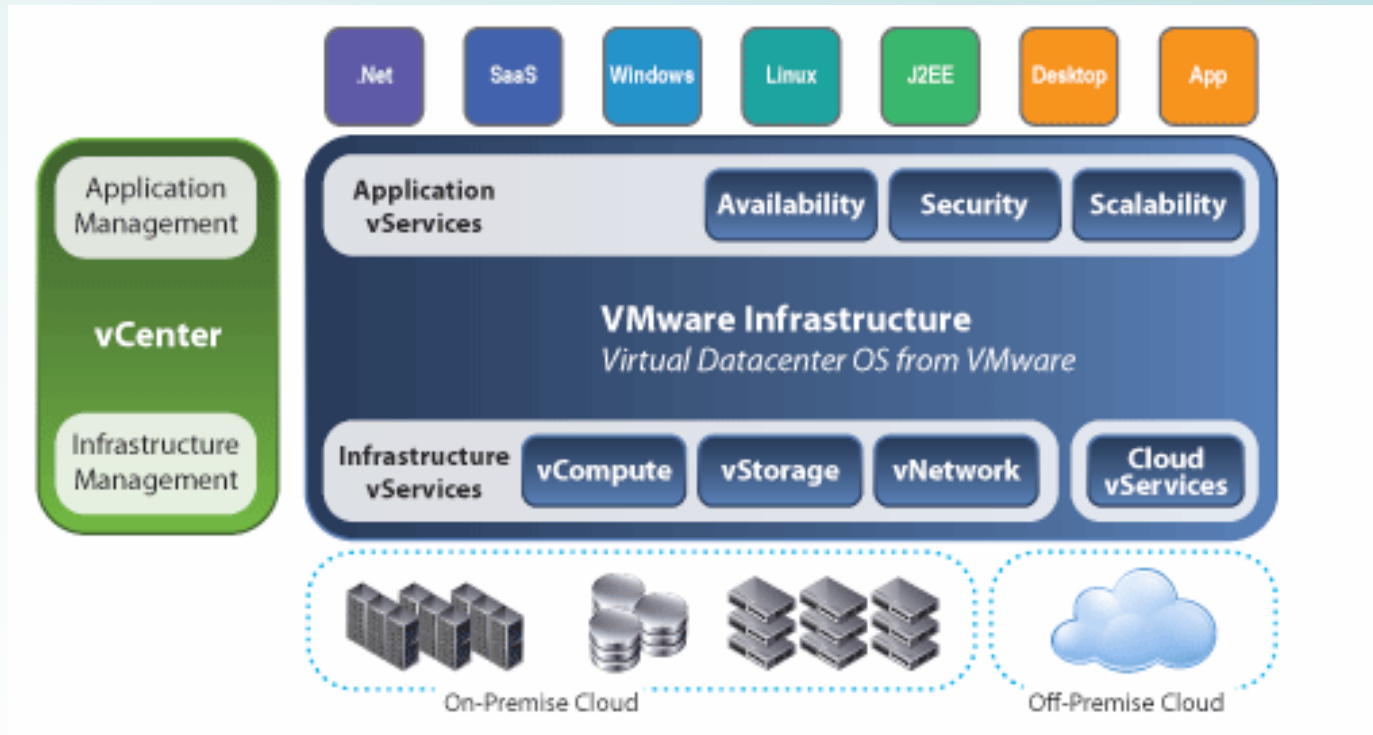 .Net
SaaS
Windows
Linux
J2EE
Desktop
App
Application
Management
vCenter
Infrastructure
Management
Application
vServices
Availability
Security
Scalability
VMware Infrastructure
Virtual Datacenter OS from VMware
Infrastructure
vServices
vCompute
vStorage
vNetwork
Cloud
vServices
On-Premise Cloud
Off-Premise Cloud